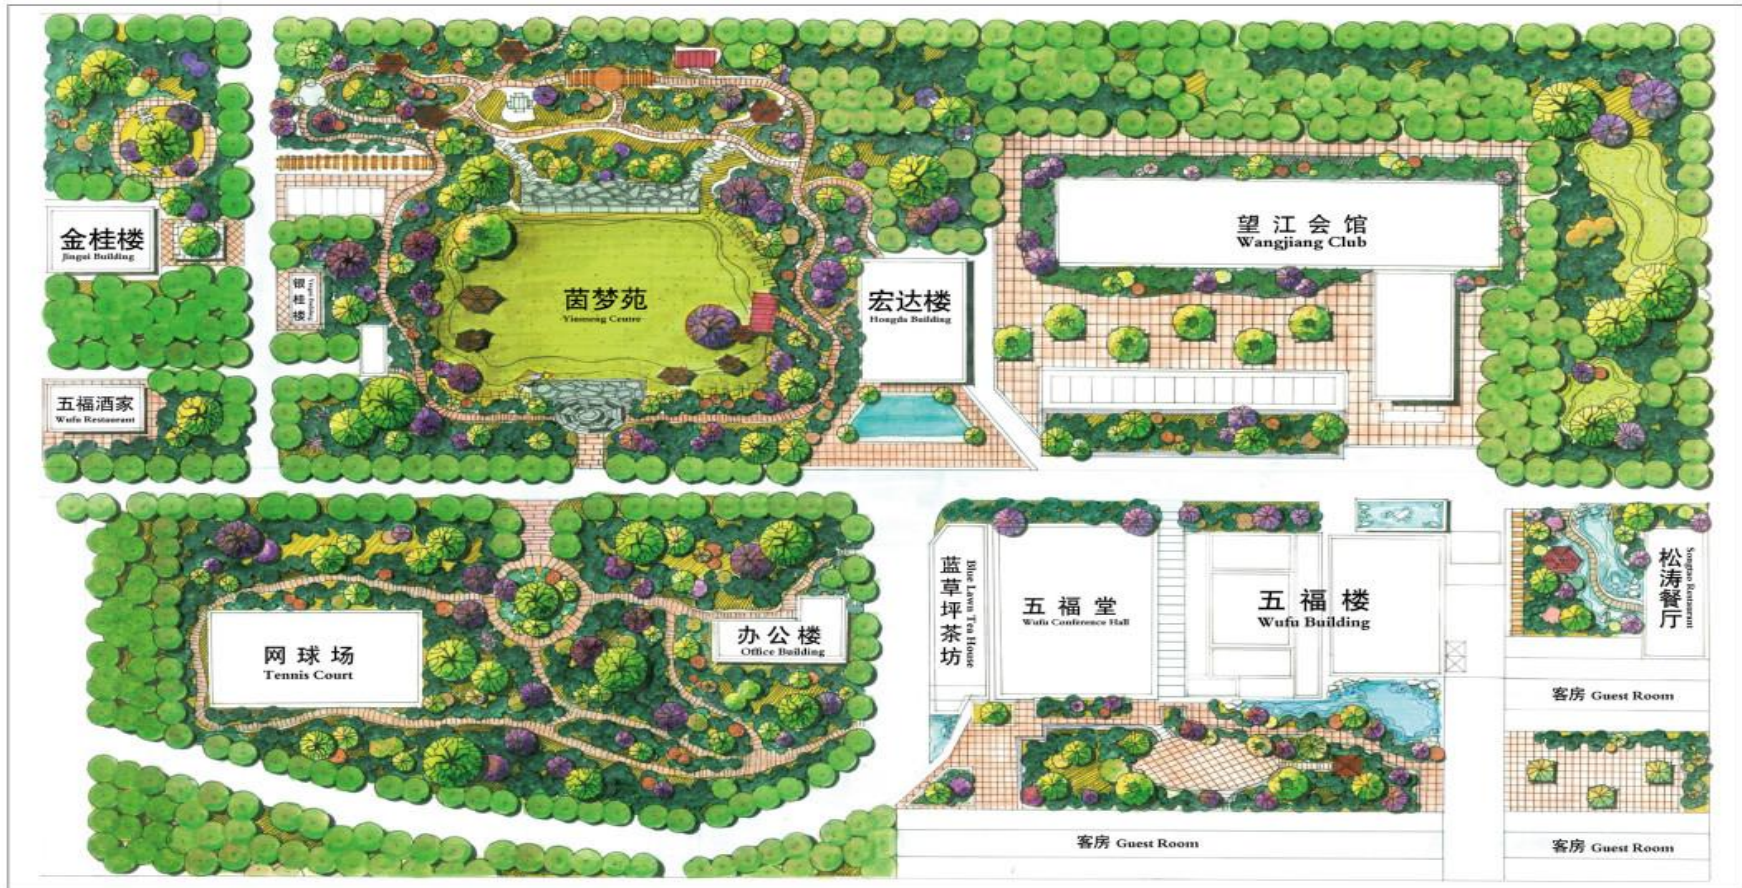 金桂楼
Jingui Building
银桂楼
Yingui Building
五福酒家
Wufu Restaurant
茵梦苑
Yinmeng Centre
宏达楼
Hongda Building
望江会馆
Wangjiang Club
网球场
Tennis Court
办公楼
Office Building
蓝草坪茶坊
Blue Lawn Tea House
五福堂
Wufu Conference Hall
五福楼
Wufu Building
松涛餐厅
Songtao Restaurant
客房 Guest Room
客房 Guest Room
客房 Guest Room